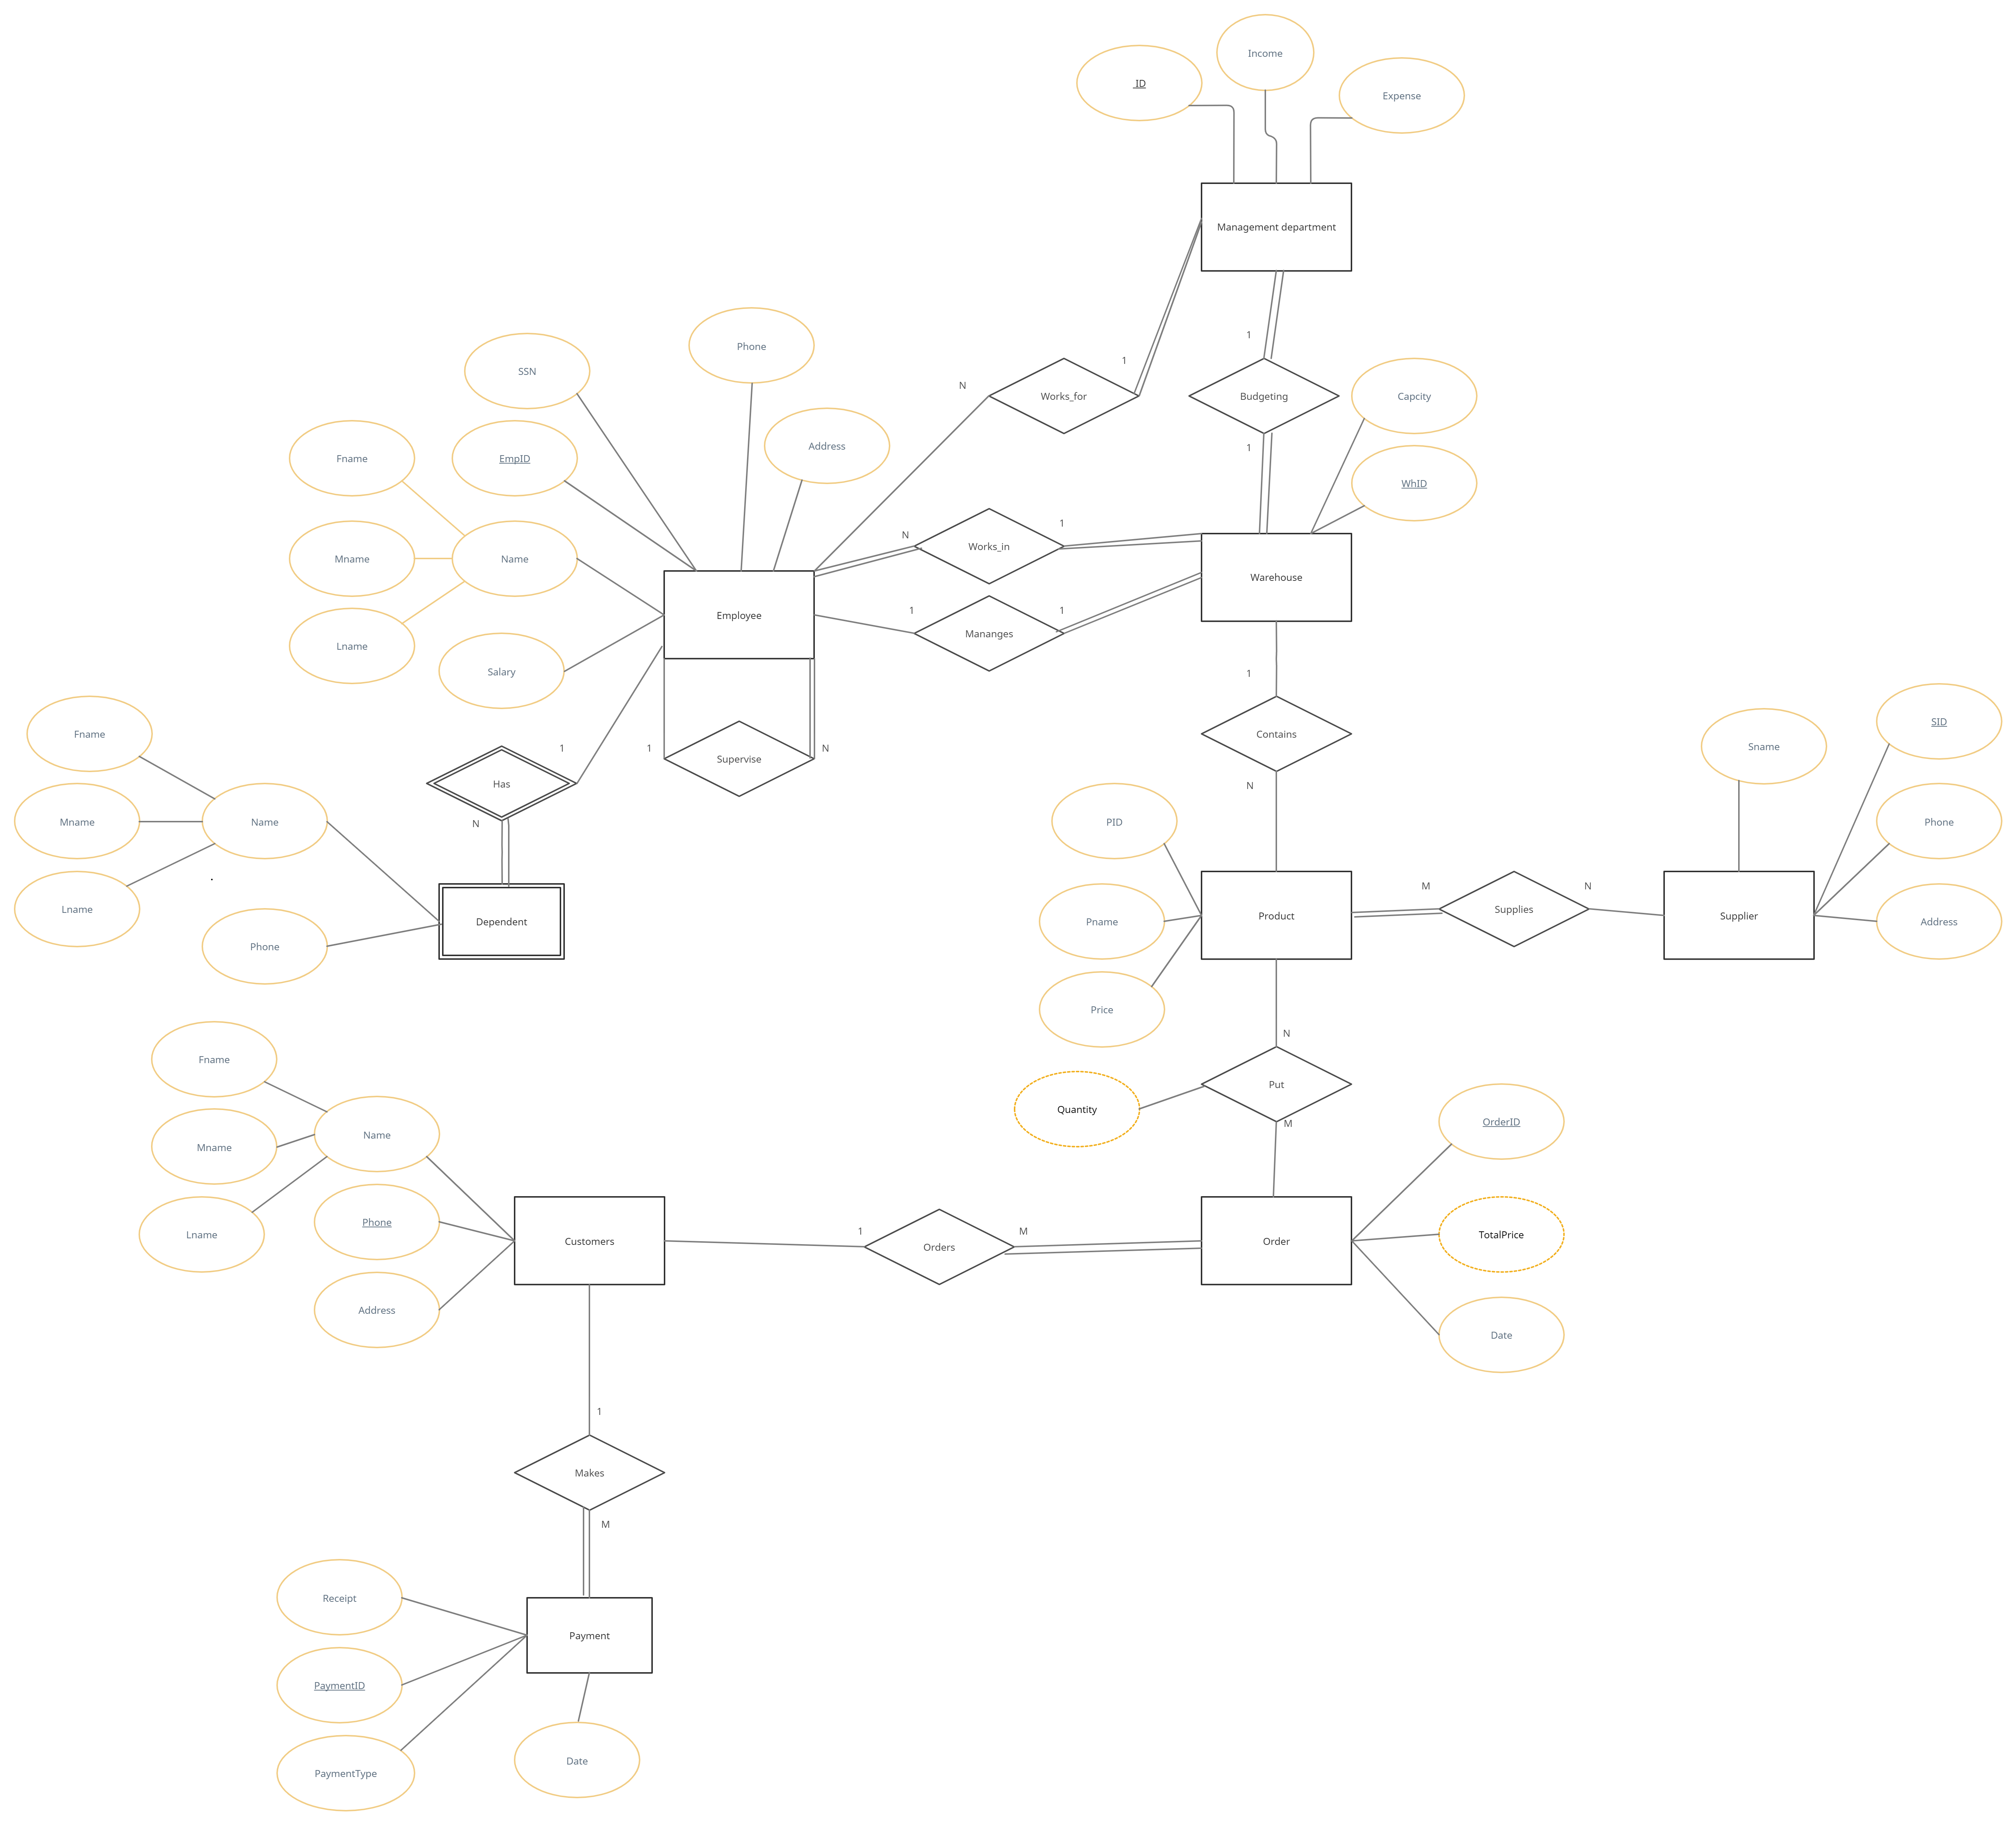 Income
ID
Expense
Management department
1
Phone
1
SSN
N
Works_for
Budgeting
Capcity
Address
1
Fname
EmpID
WhID
1
N
Works_in
Mname
Name
Warehouse
1
1
Employee
Mananges
Lname
Salary
1
SID
Fname
Contains
Sname
1
1
N
Supervise
Has
N
N
Mname
Name
PID
Phone
M
N
Lname
Supplies
Product
Supplier
Dependent
Pname
Address
Phone
Price
N
Fname
Put
Quantity
M
OrderID
Name
Mname
Phone
1
M
Lname
TotalPrice
Customers
Orders
Order
Address
Date
1
Makes
M
Receipt
Payment
PaymentID
Date
PaymentType